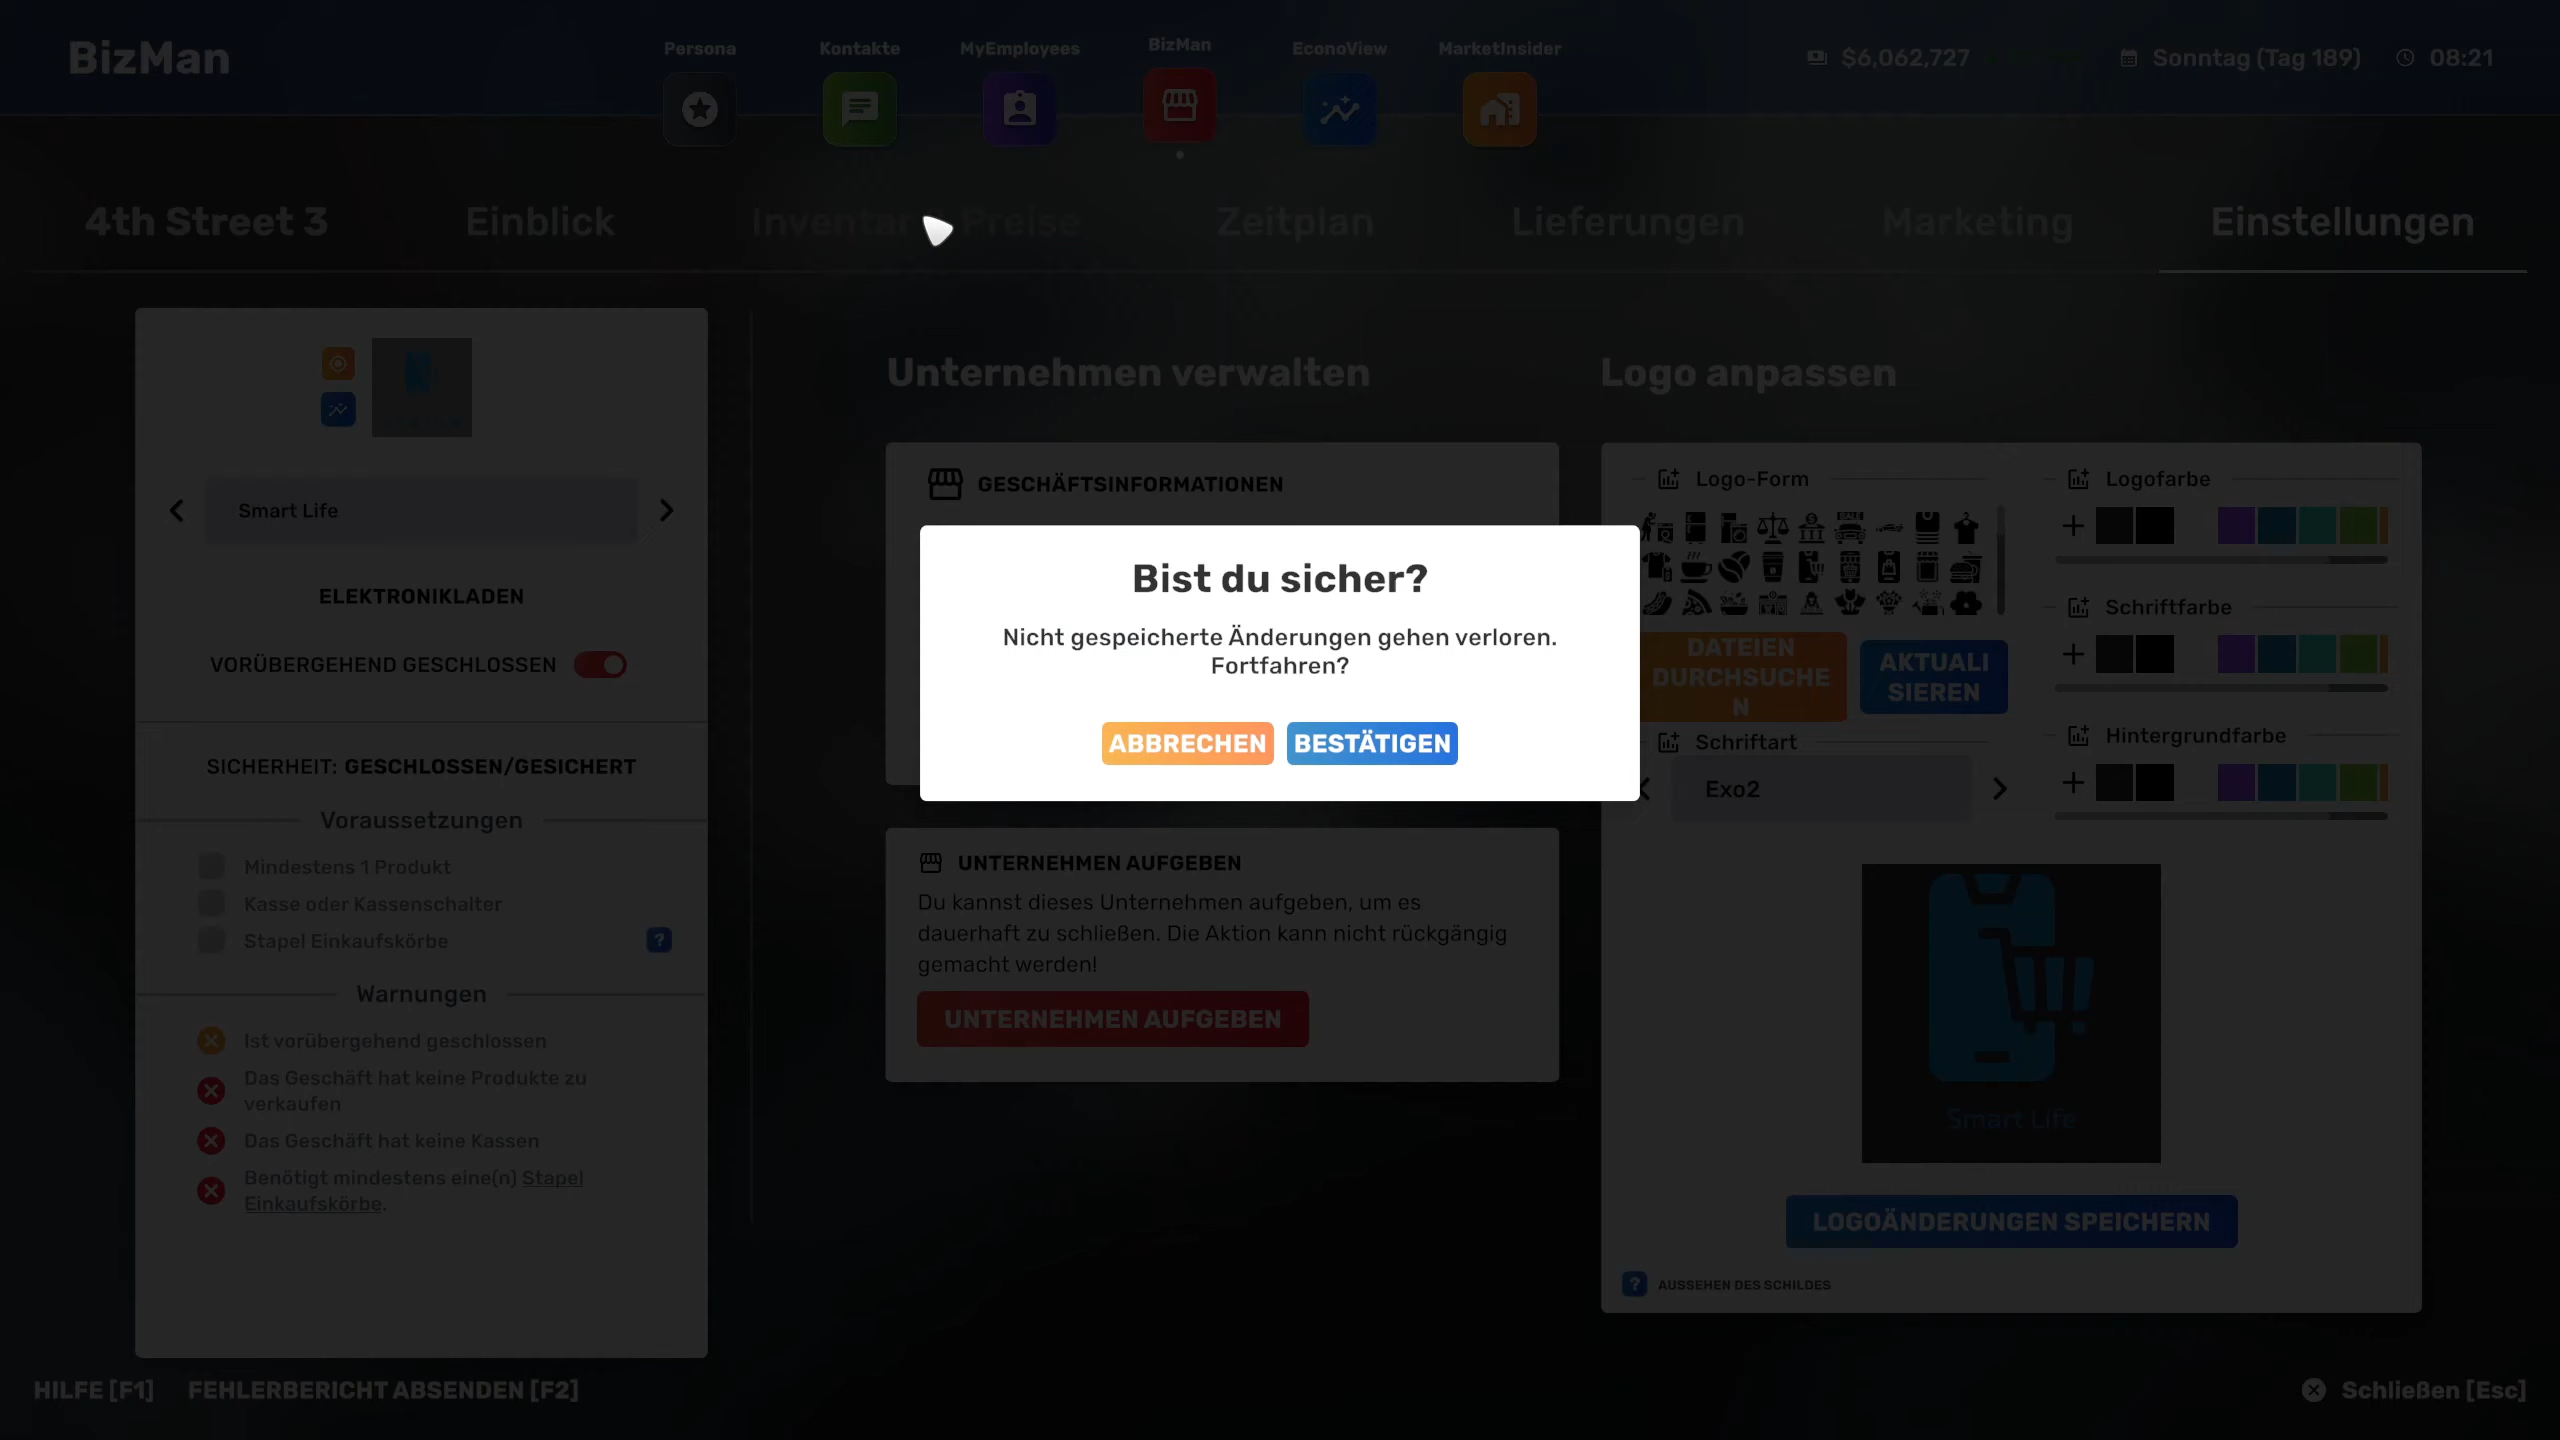 BizMan
Persona
Kontakte
MyEmployees
BizMan
EconoView
MarketInsider
$6,062,727
Sonntag (Tag 189)
08:21
4th Street 3
Einblick
Inventar Preise
Zeitplan
Lieferungen
Marketing
Einstellungen
Smart Life
ELEKTRONIKLADEN
VORÜBERGEHEND GESCHLOSSEN
SICHERHEIT: GESCHLOSSEN/GESICHERT
Voraussetzungen
Mindestens 1 Produkt
Kasse oder Kassenschalter
Stapel Einkaufskörbe
?
Warnungen
Ist vorübergehend geschlossen
Das Geschäft hat keine Produkte zu
verkaufen
Das Geschäft hat keine Kassen
Benötigt mindestens eine(n) Stapel
Einkaufskörbe.
Unternehmen verwalten
GESCHÄFTSINFORMATIONEN
Bist du sicher?
Nicht gespeicherte Änderungen gehen verloren.
Fortfahren?
ABBRECHEN
BESTÄTIGEN
UNTERNEHMEN AUFGEBEN
Du kannst dieses Unternehmen aufgeben, um es
dauerhaft zu schließen. Die Aktion kann nicht rückgängig
gemacht werden!
UNTERNEHMEN AUFGEBEN
Logo anpassen
Logo-Form
SALE
DATEIEN
DURCHSUCHE
N
AKTUALI
SIEREN
Schriftart
Exo2
Logofarbe
Schriftfarbe
Hintergrundfarbe
Smart Life
LOGOÄNDERUNGEN SPEICHERN
?
AUSSEHEN DES SCHILDES
HILFE [F1]
FEHLERBERICHT ABSENDEN [F2]
Schließen [Esc]